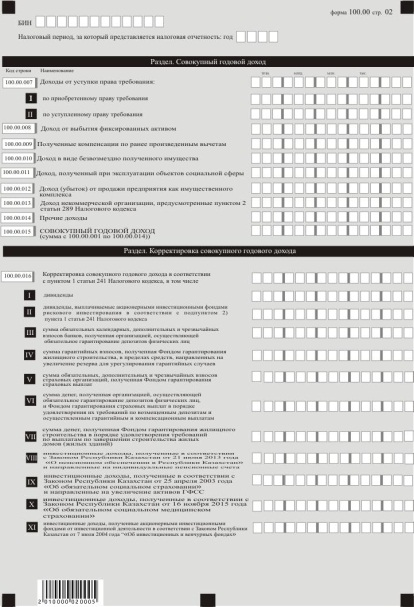 форма 100.00 стр. 02
БИН
Налоговый период, за который представляется налоговая отчетность: год
Раздел. Совокупный годовой доход
Код строки Наименование
100.00.007 Доходы от уступки права требования:
I по приобретенному праву требования
II по уступленному праву требования
100.00.008 Доход от выбытия фиксированных активом
100.00.009 Полученные компенсации по ранее произведенным вычетам
100.00.010 Доход в виде безвозмездно полученного имущества
100.00.011 Доход, полученный при эксплуатации объектов социальной сферы
100.00.012 Доход (убыток) от продажи предприятия как имущественного
комплекса
100.00.013 Доход некоммерческой организации, предусмотренные пунктом 2
статьи 289 Налогового кодекса
100.00.014 Прочие доходы
100.00.015 СОВОКУПНЫЙ ГОДОВОЙ ДОХОД
(сумма с 100.00.001 по 100.00.014))
Раздел. Корректировка совокупного годового дохода
100.00.016 Корректировка совокупного годового дохода в соответствии
с пунктом 1 статьи 241 Налогового кодекса, в том числе
I дивиденды
II дивиденды, выплачиваемые акционерными инвестиционными фондами
рискового инвестирования в соответствии с подпунктом 2)
пункта 1 статьи 241 Налогового кодекса
III сумма обязательных календарных, дополнительных и чрезвычайных
взносов банков, полученная организацией, осуществляющей
обязательное гарантирование депозитов физических лиц
IV сумма гарантийных взносов, полученная Фондом гарантирования
жилищного строительства, в пределах средств, направленных на
увеличение резерва для урегулирования гарантийных случаев
V сумма обязательных, дополнительных и чрезвычайных взносов
страховых организаций, полученная Фондом гарантирования
страховых выплат
VI сумма денег, полученная организацией, осуществляющей
обязательное гарантирование депозитов физических лиц,
и Фондом гарантирования страховых выплат в порядке
удовлетворения их требований по возмещенным депозитам и
осуществленным гарантийным и компенсационным выплатам
VII сумма денег, полученная Фондом гарантирования жилищного
строительства в порядке удовлетворения требований
по выплатам по завершению строительства жилых
домов (жилых зданий)
VIII инвестиционные доходы, полученные в соответствии
с Законом Республики Казахстан от 21 июня 2013 года
«О пенсионном обеспечении в Республике Казахстан»
и направленные на индивидуальные пенсионные счета
IX инвестиционные доходы, полученные в соответствии с
Законом Республики Казахстан от 25 апреля 2003 года
«Об обязательном социальном страховании»
и направленные на увеличение активов ГФСС
X инвестиционные доходы, полученные в соответствии с
Законом Республики Казахстан от 16 ноября 2015 года
«Об обязательном социальном медицинском
страховании»
XI инвестиционные доходы, полученные акционерными инвестиционными
фондами от инвестиционной деятельности в соответствии с Законом Республики
Казахстан от 7 июля 2004 года "«Об инвестиционных и венчурных фондах»
2010000020005